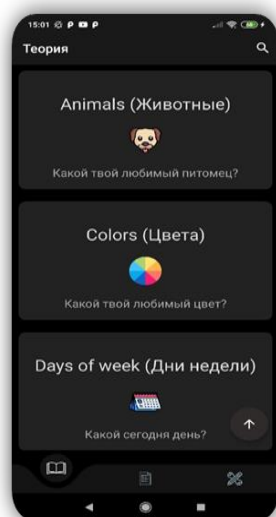 15:01
Теория
Animals (Животные)
Какой твой любимый питомец?
Colors (Цвета)
Какой твой любимый цвет?
Days of week (Дни недели)
Какой сегодня день?